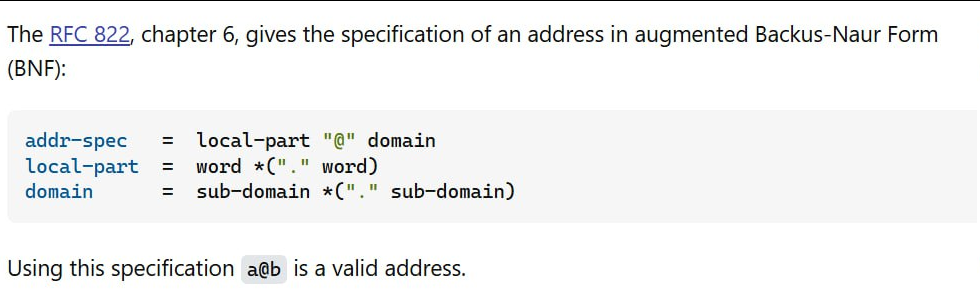 The RFC 822, chapter 6, gives the specification of an address in augmented Backus-Naur Form
(BNF):
addr-spec = local-part "@" domain
local-part = word *("." word)
domain = sub-domain *("." sub-domain)
Using this specification a@b is a valid address.